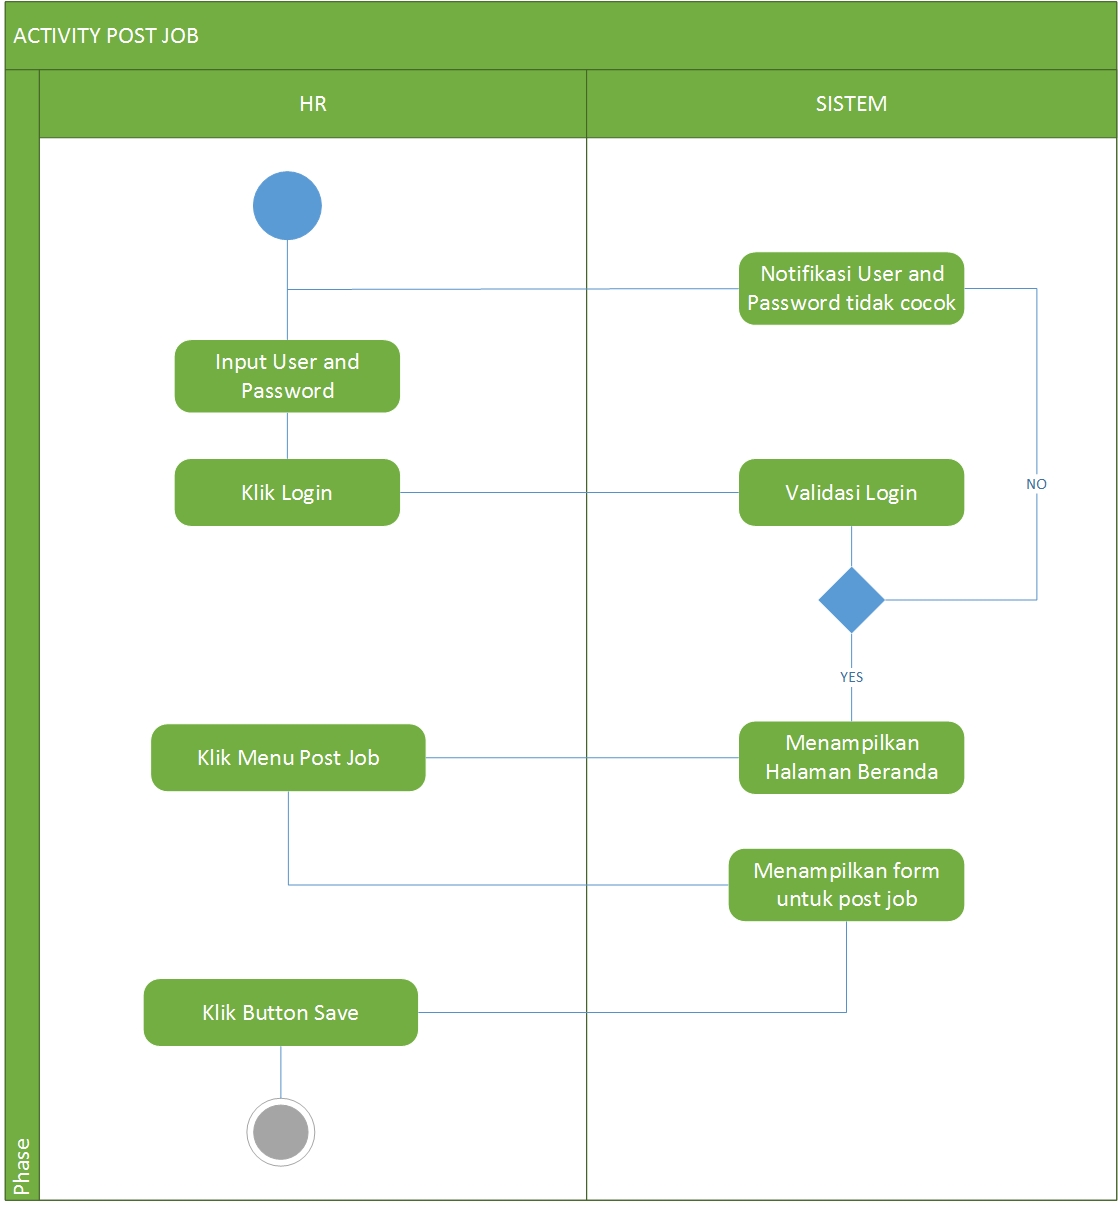 ACTIVITY POST JOB
HR
SISTEM
Notifikasi User and
Password tidak cocok
Input User and
Password
Klik Login
Validasi Login
NO
YES
Klik Menu Post Job
Menampilkan
Halaman Beranda
Menampilkan form
untuk post job
Klik Button Save
Phase